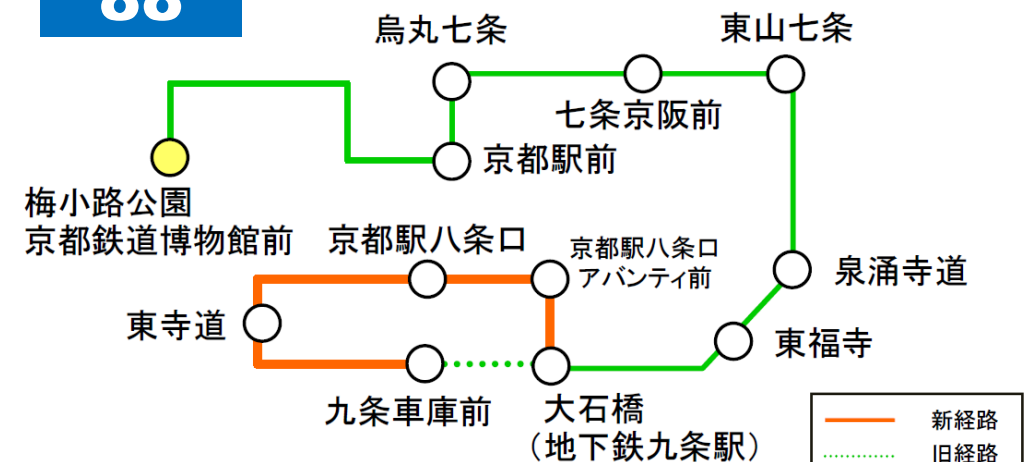 88
烏丸七条
東山七条
七条京阪前
京都駅前
梅小路公園
京都鉄道博物館前
京都駅八条口
京都駅八条口
アバンティ前
泉涌寺道
東寺道
東福寺
九条車庫前
大石橋
（地下鉄九条駅）
新経路
旧経路